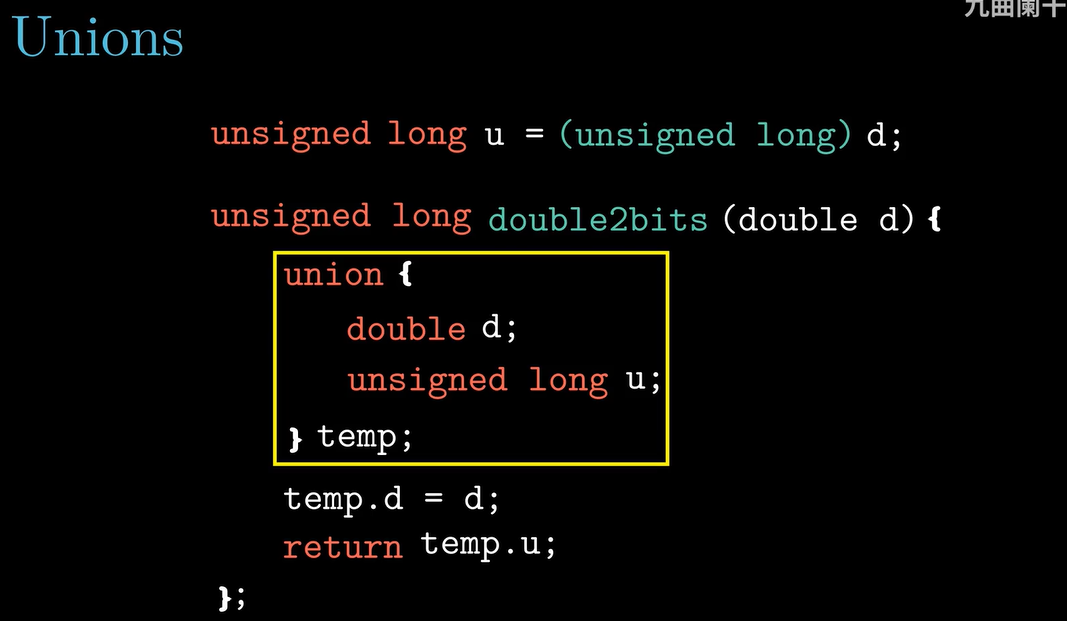 九曲阑干
Unions
unsigned long u = (unsigned long) d;
unsigned long double2bits (double d) {
union {
double d;
unsigned long u;
} temp;
temp.d = d;
return temp.u;
};